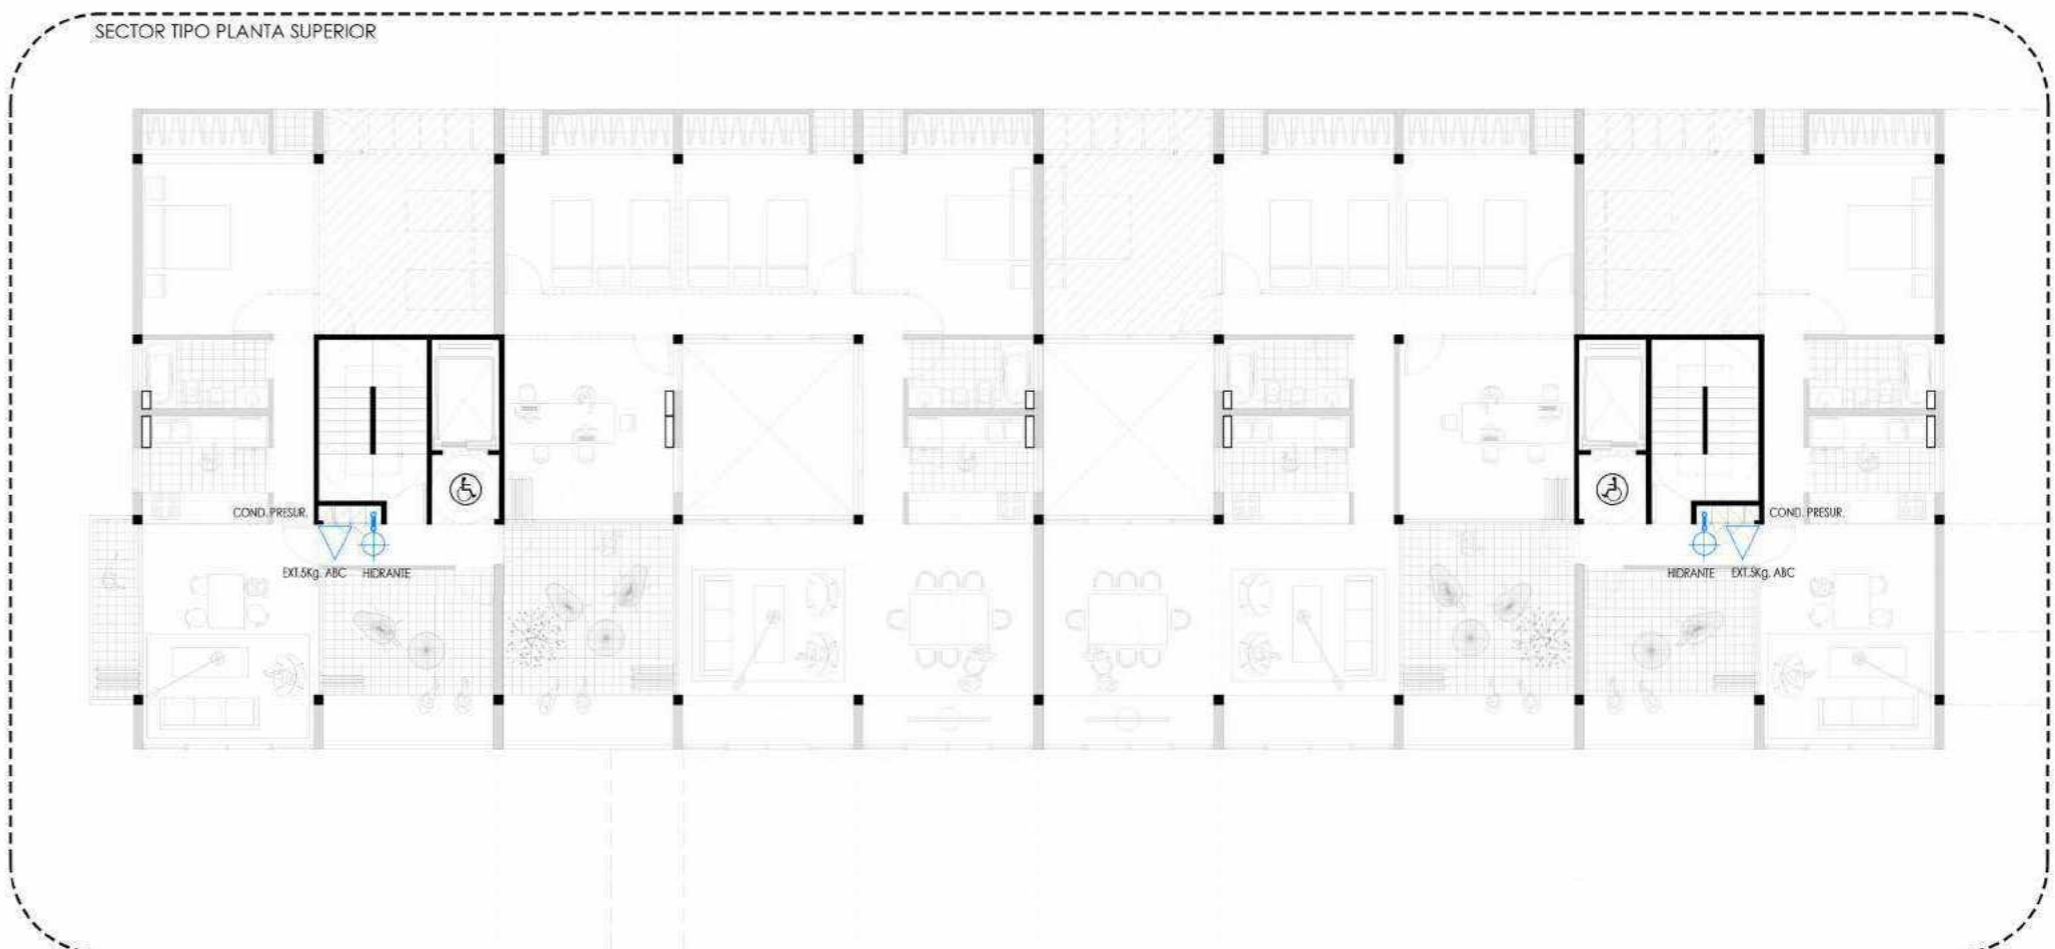 SECTOR TIPO PLANTA SUPERIOR
COND. PRESUR.
EXT.5Kg. ABC
HIDRANTE
COND. PRESUR.
HIDRANTE
EXT.5Kg. ABC